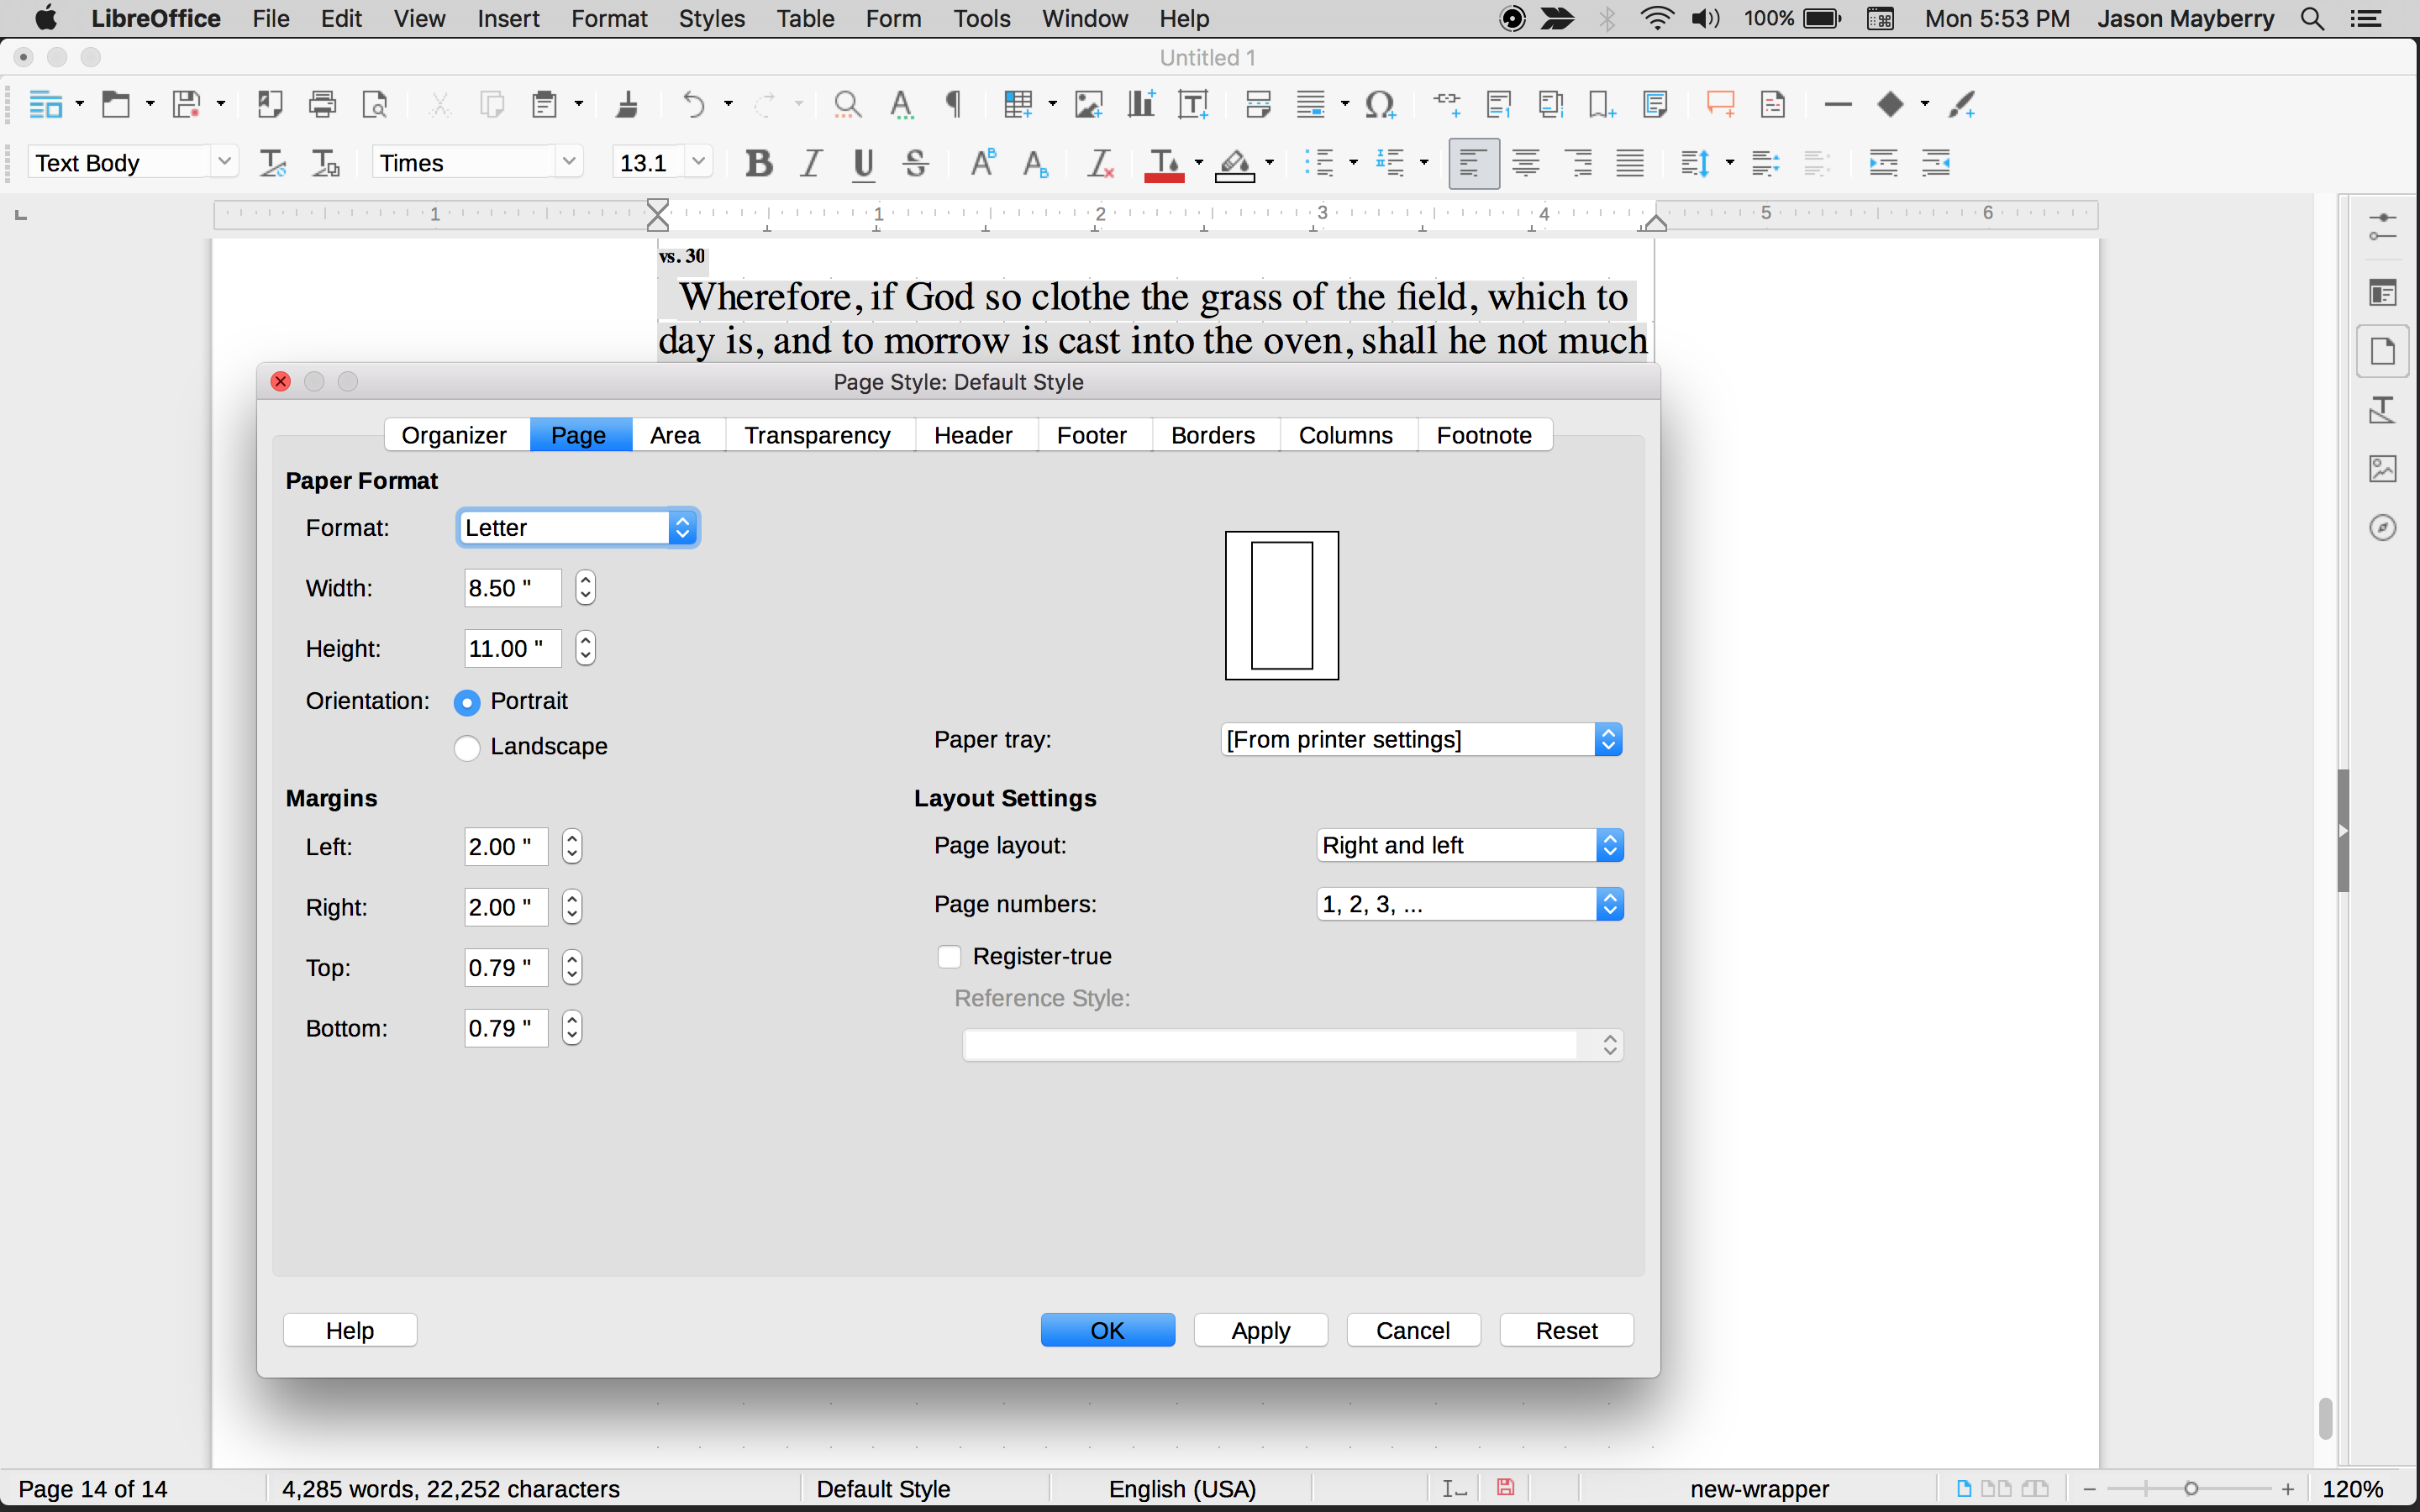 LibreOffice File Edit View Insert Format Styles Table Form Tools Window Help 100% Mon 5:53 PM Jason Mayberry
Untitled 1
Text Body Times 13.1
1 1 2 3 4 5 6
vs. 30
Wherefore, if God so clothe the grass of the field, which to
day is, and to morrow is cast into the oven, shall he not much
Page Style: Default Style
Organizer Page Area Transparency Header Footer Borders Columns Footnote
Paper Format
Format: Letter
Width: 8.50 "
Height: 11.00 "
Orientation: Portrait
Landscape
Paper tray: [From printer settings]
Margins
Left: 2.00 "
Right: 2.00 "
Top: 0.79 "
Bottom: 0.79 "
Layout Settings
Page layout: Right and left
Page numbers: 1, 2, 3, ...
Register-true
Reference Style:
Help OK Apply Cancel Reset
Page 14 of 14 4,285 words, 22,252 characters Default Style English (USA) new-wrapper 120%